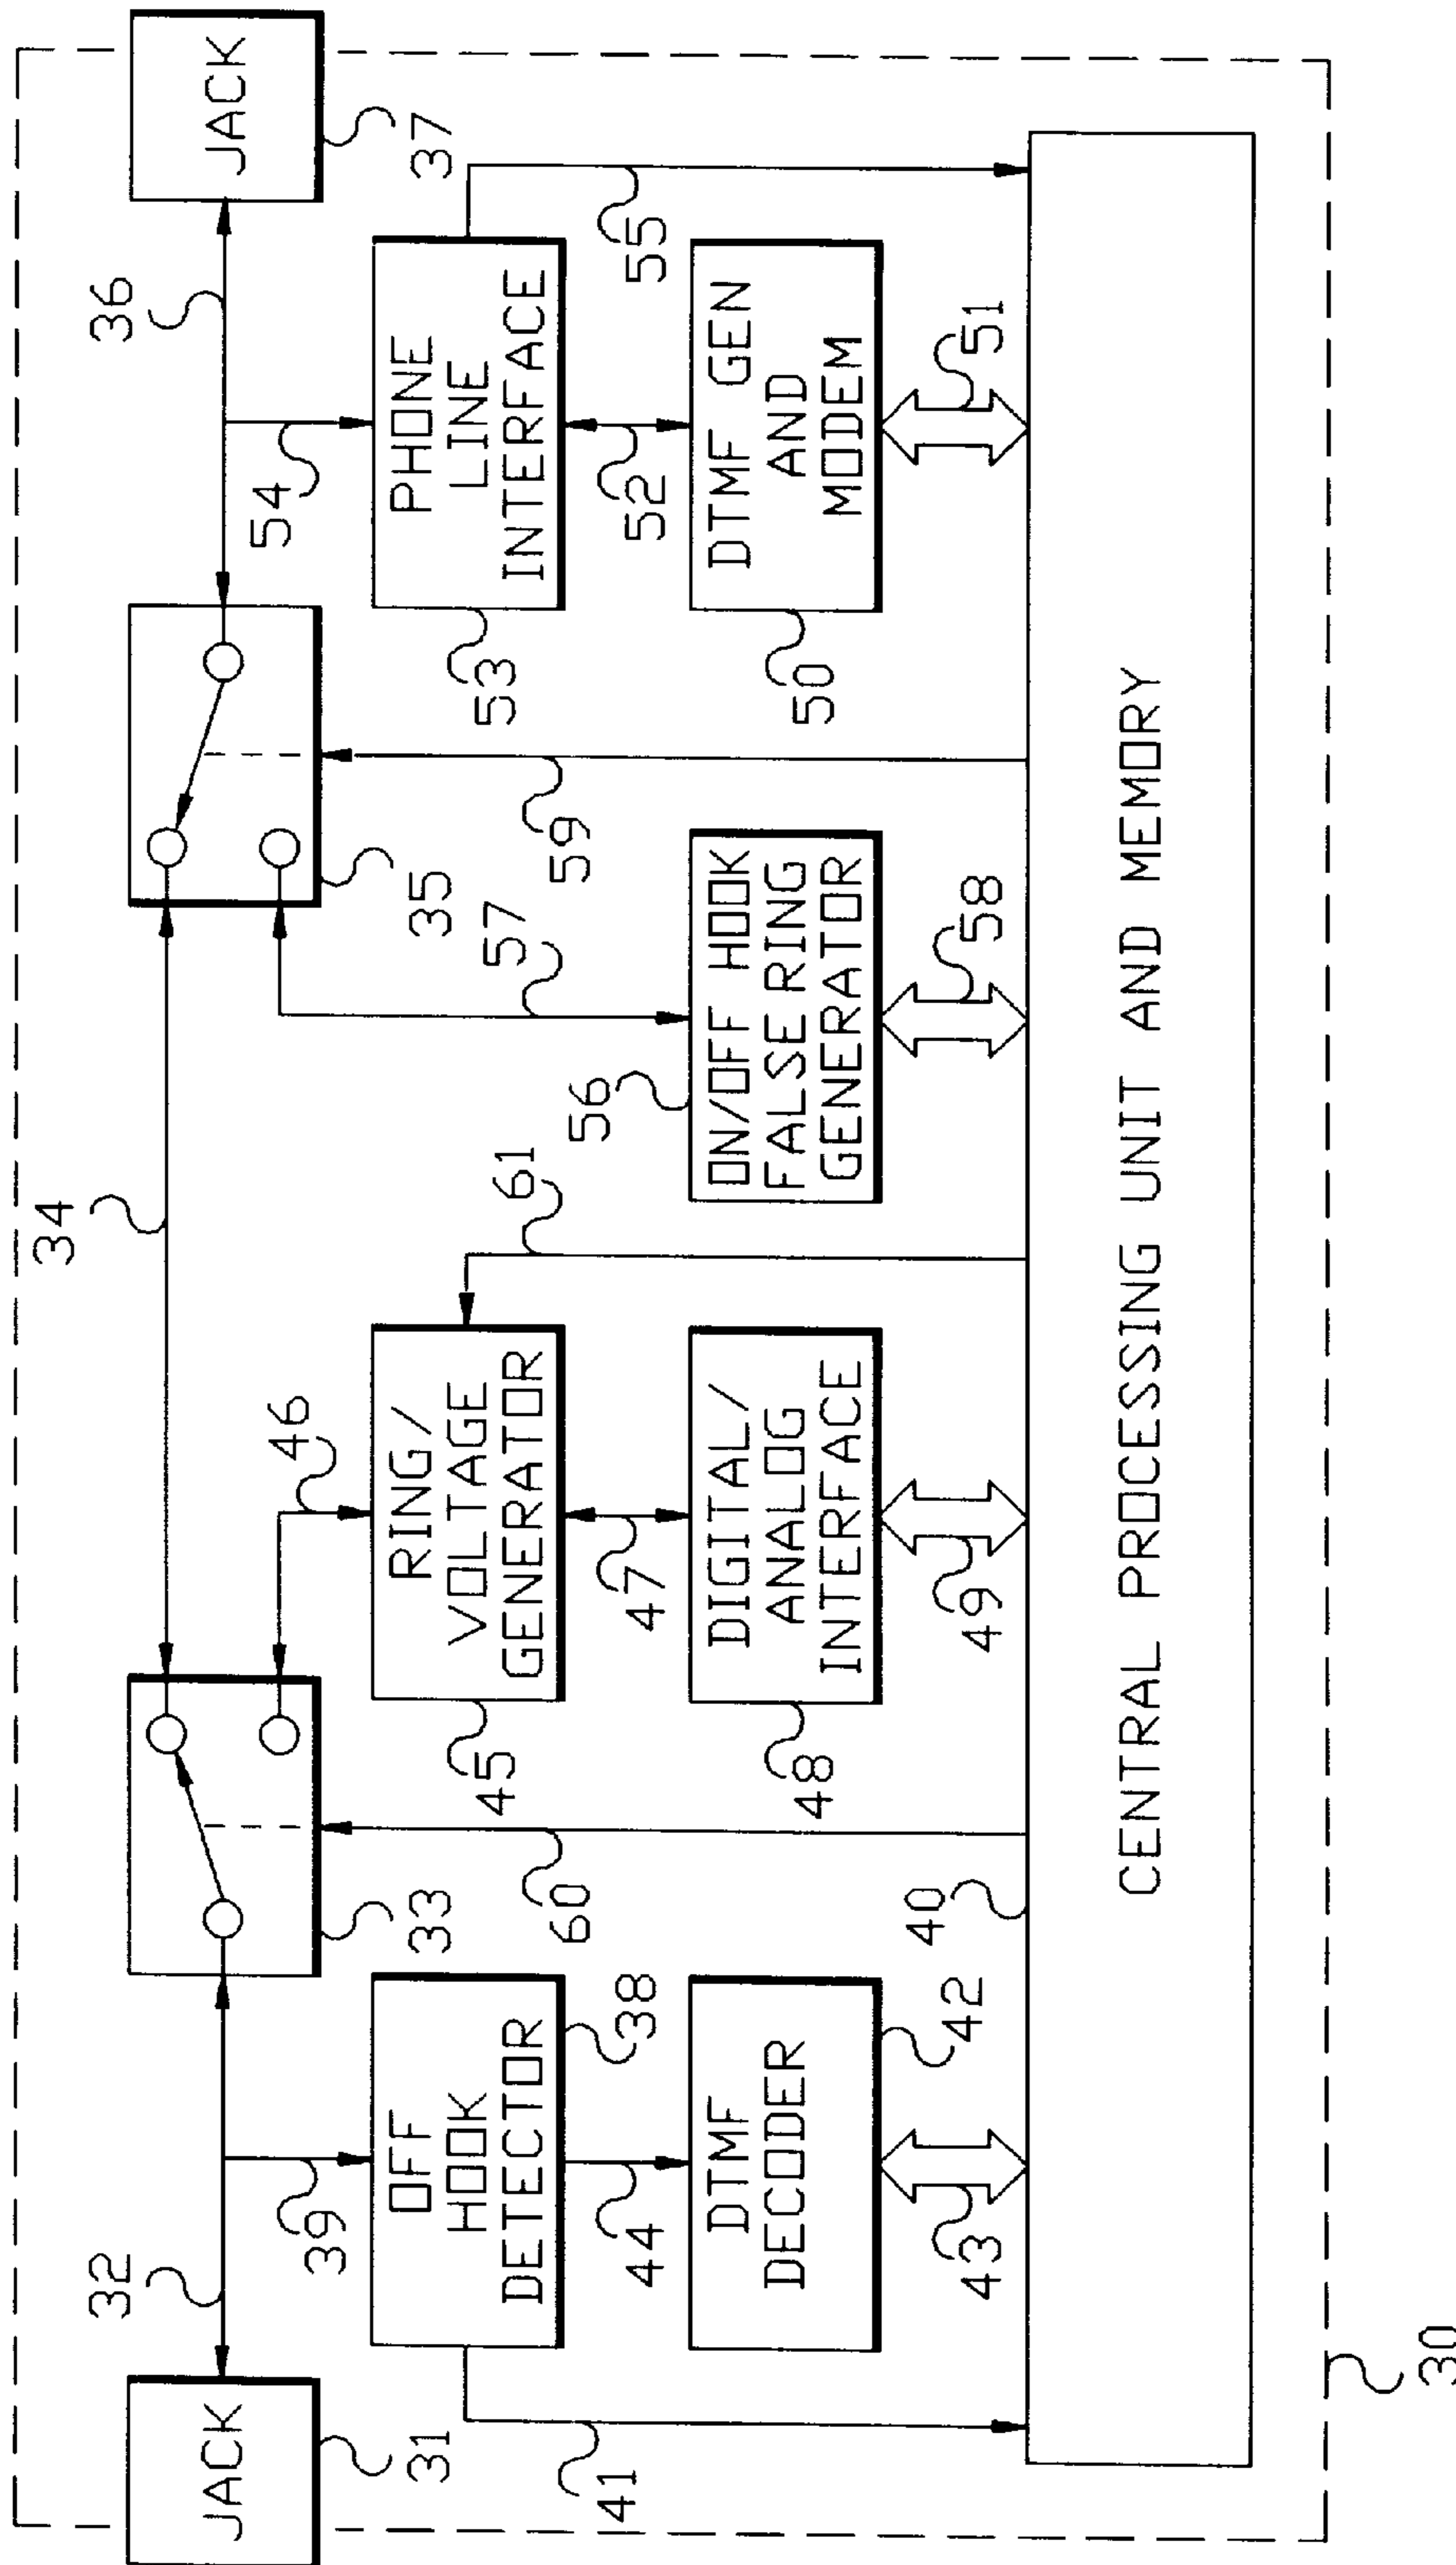 34
32
36
46
54
JACK
JACK
31
33
35
37
39
57
OFF
HOOK
DETECTOR
38
RING/
VOLTAGE
GENERATOR
45
61
PHONE
LINE
INTERFACE
53
41
44
60
47
56
59
52
55
DTMF
DECODER
42
DIGITAL/
ANALOG
INTERFACE
48
ON/OFF HOOK
FALSE RING
GENERATOR
DTMF GEN
AND
MODEM
50
43
40
49
58
51
CENTRAL PROCESSING UNIT AND MEMORY
30